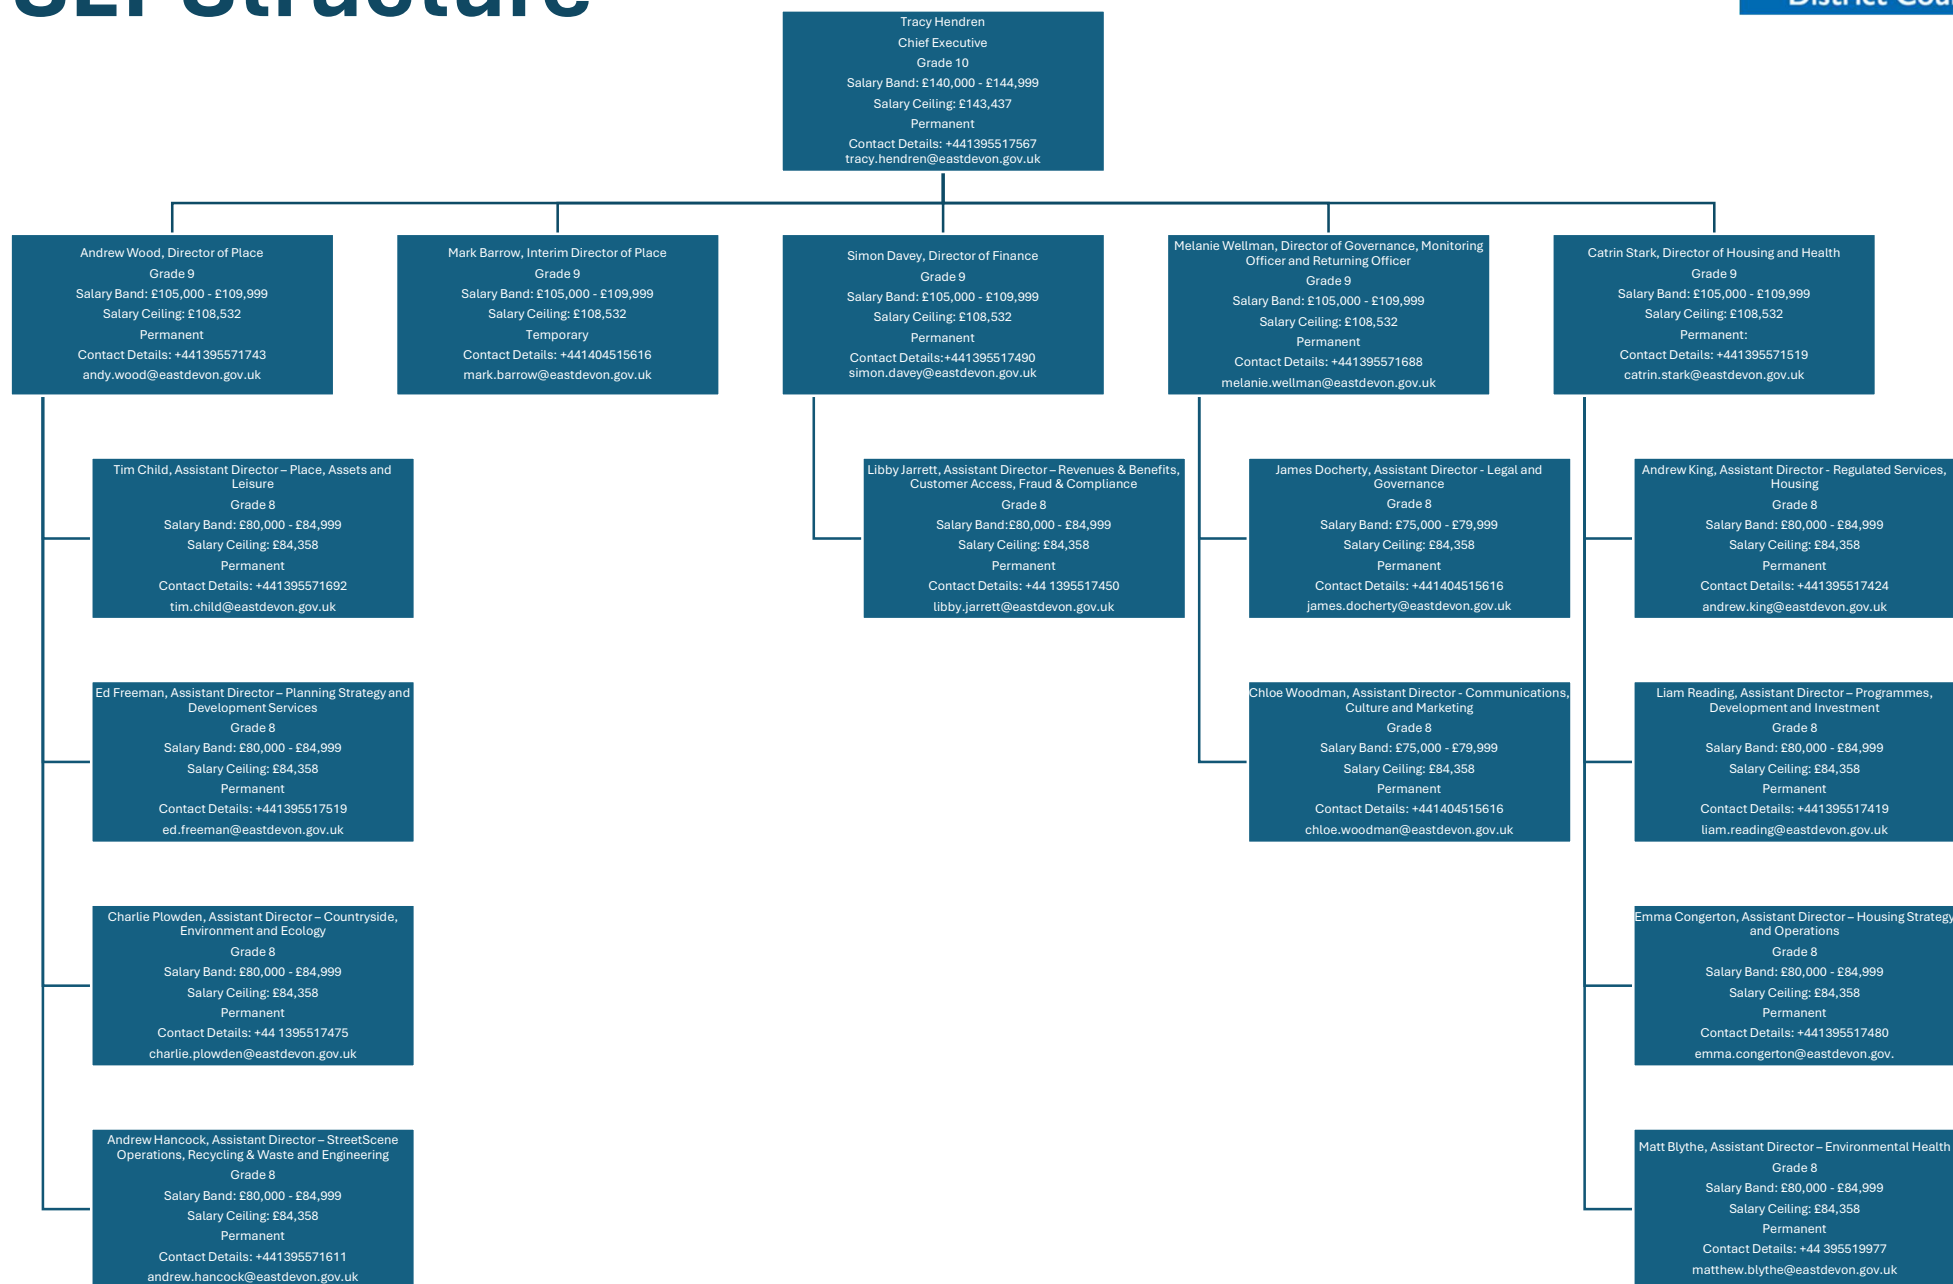 Structure
Tracy Hendren
Chief Executive
Grade 10
Salary Band: £140,000 - £144,999
Salary Ceiling: £143,437
Permanent
Contact Details: +441395517567
tracy.hendren@eastdevon.gov.uk
Andrew Wood, Director of Place
Grade 9
Salary Band: £105,000 - £109,999
Salary Ceiling: £108,532
Permanent
Contact Details: +441395571743
andy.wood@eastdevon.gov.uk
Mark Barrow, Interim Director of Place
Grade 9
Salary Band: £105,000 - £109,999
Salary Ceiling: £108,532
Temporary
Contact Details: +441404515616
mark.barrow@eastdevon.gov.uk
Simon Davey, Director of Finance
Grade 9
Salary Band: £105,000 - £109,999
Salary Ceiling: £108,532
Permanent
Contact Details:+441395517490
simon.davey@eastdevon.gov.uk
Melanie Wellman, Director of Governance, Monitoring
Officer and Returning Officer
Grade 9
Salary Band: £105,000 - £109,999
Salary Ceiling: £108,532
Permanent
Contact Details: +441395571688
melanie.wellman@eastdevon.gov.uk
Catrin Stark, Director of Housing and Health
Grade 9
Salary Band: £105,000 - £109,999
Salary Ceiling: £108,532
Permanent:
Contact Details: +441395571519
catrin.stark@eastdevon.gov.uk
Tim Child, Assistant Director – Place, Assets and
Leisure
Grade 8
Salary Band: £80,000 - £84,999
Salary Ceiling: £84,358
Permanent
Contact Details: +441395571692
tim.child@eastdevon.gov.uk
Libby Jarrett, Assistant Director – Revenues & Benefits,
Customer Access, Fraud & Compliance
Grade 8
Salary Band:£80,000 - £84,999
Salary Ceiling: £84,358
Permanent
Contact Details: +44 1395517450
libby.jarrett@eastdevon.gov.uk
James Docherty, Assistant Director - Legal and
Governance
Grade 8
Salary Band: £75,000 - £79,999
Salary Ceiling: £84,358
Permanent
Contact Details: +441404515616
james.docherty@eastdevon.gov.uk
Andrew King, Assistant Director - Regulated Services,
Housing
Grade 8
Salary Band: £80,000 - £84,999
Salary Ceiling: £84,358
Permanent
Contact Details: +441395517424
andrew.king@eastdevon.gov.uk
Ed Freeman, Assistant Director – Planning Strategy and
Development Services
Grade 8
Salary Band: £80,000 - £84,999
Salary Ceiling: £84,358
Permanent
Contact Details: +441395517519
ed.freeman@eastdevon.gov.uk
Chloe Woodman, Assistant Director - Communications,
Culture and Marketing
Grade 8
Salary Band: £75,000 - £79,999
Salary Ceiling: £84,358
Permanent
Contact Details: +441404515616
chloe.woodman@eastdevon.gov.uk
Liam Reading, Assistant Director – Programmes,
Development and Investment
Grade 8
Salary Band: £80,000 - £84,999
Salary Ceiling: £84,358
Permanent
Contact Details: +441395517419
liam.reading@eastdevon.gov.uk
Charlie Plowden, Assistant Director – Countryside,
Environment and Ecology
Grade 8
Salary Band: £80,000 - £84,999
Salary Ceiling: £84,358
Permanent
Contact Details: +44 1395517475
charlie.plowden@eastdevon.gov.uk
Emma Congerton, Assistant Director – Housing Strategy
and Operations
Grade 8
Salary Band: £80,000 - £84,999
Salary Ceiling: £84,358
Permanent
Contact Details: +441395517480
emma.congerton@eastdevon.gov.
Andrew Hancock, Assistant Director – StreetScene
Operations, Recycling & Waste and Engineering
Grade 8
Salary Band: £80,000 - £84,999
Salary Ceiling: £84,358
Permanent
Contact Details: +441395571611
andrew.hancock@eastdevon.gov.uk
Matt Blythe, Assistant Director – Environmental Health
Grade 8
Salary Band: £80,000 - £84,999
Salary Ceiling: £84,358
Permanent
Contact Details: +44 395519977
matthew.blythe@eastdevon.gov.uk